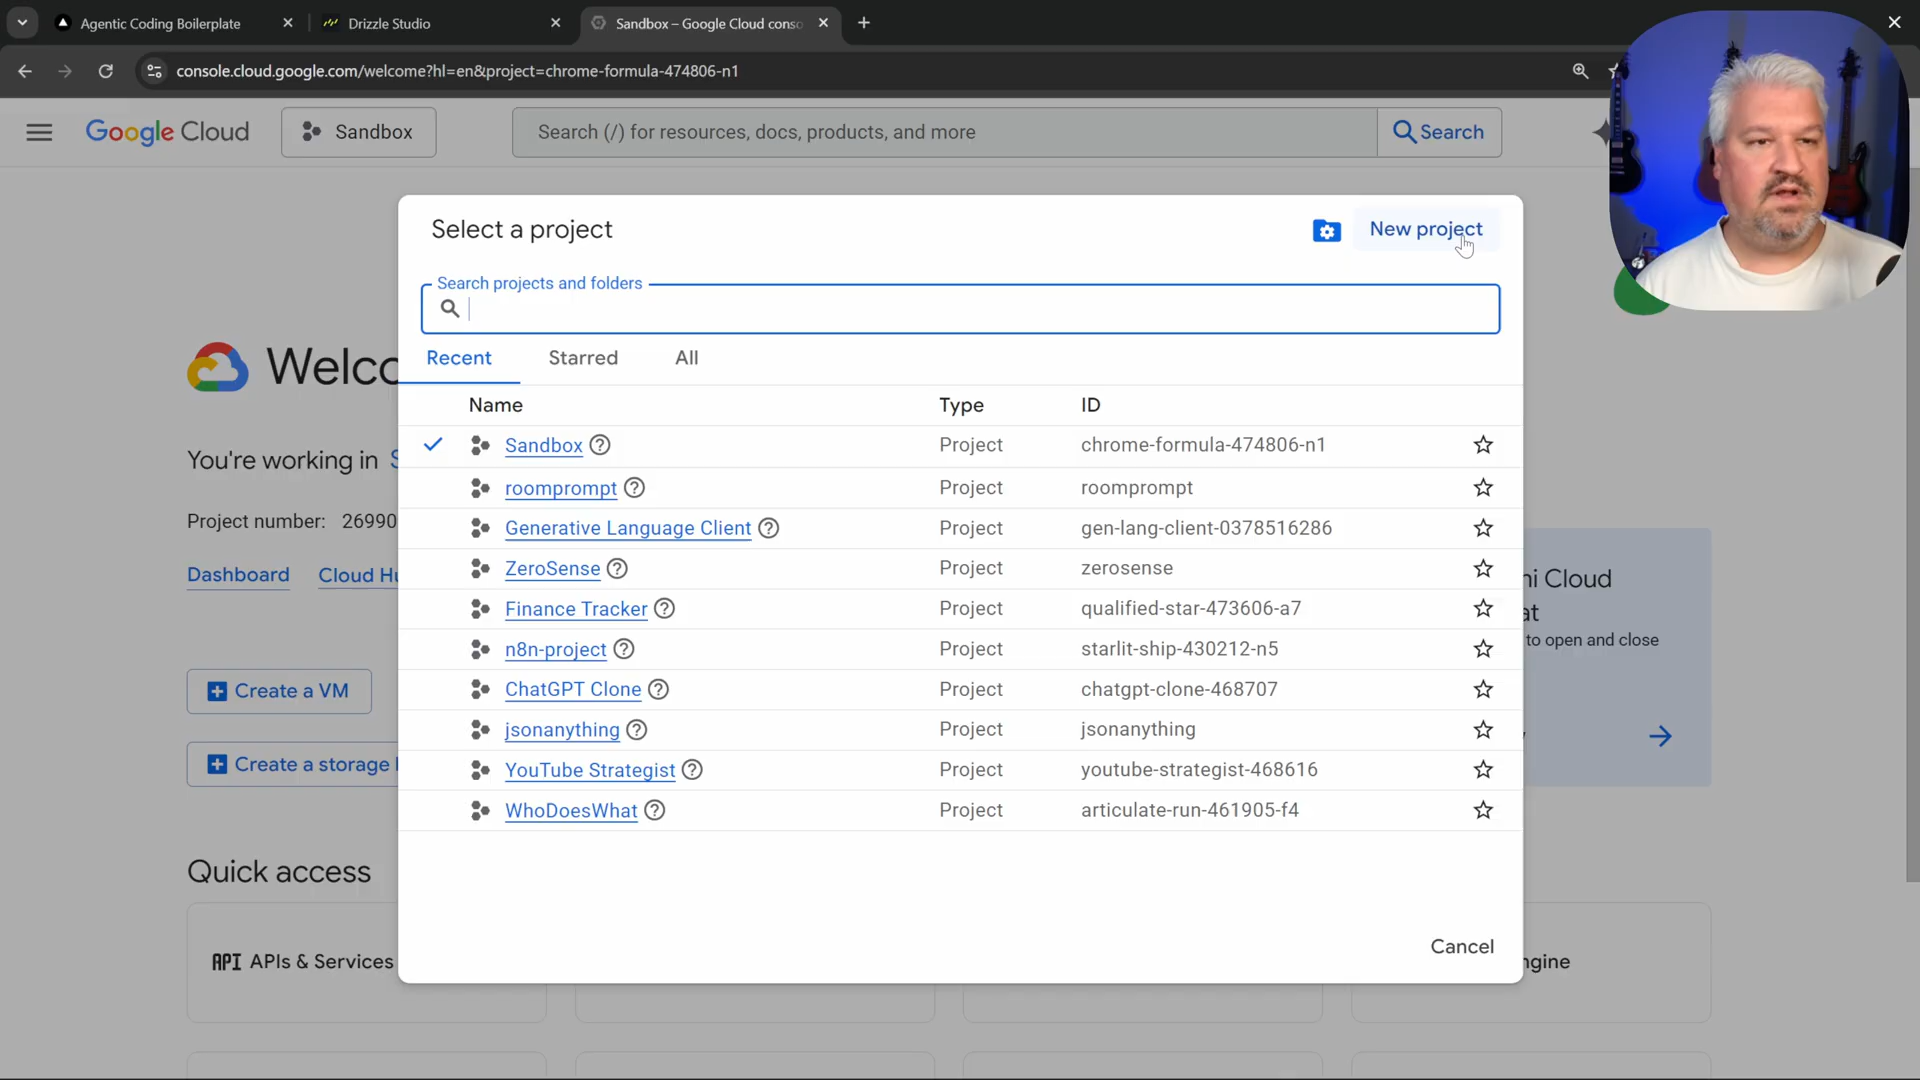 Agentic Coding Boilerplate
Drizzle Studio
Sandbox – Google Cloud conso
console.cloud.google.com/welcome?hl=en&project=chrome-formula-474806-n1
Google Cloud
Sandbox
Search (/) for resources, docs, products, and more
Search
Select a project
New project
Search projects and folders
Recent Starred All
Name Type ID
Sandbox Project chrome-formula-474806-n1
roomprompt Project roomprompt
Generative Language Client Project gen-lang-client-0378516286
ZeroSense Project zerosense
Finance Tracker Project qualified-star-473606-a7
n8n-project Project starlit-ship-430212-n5
ChatGPT Clone Project chatgpt-clone-468707
jsonanything Project jsonanything
YouTube Strategist Project youtube-strategist-468616
WhoDoesWhat Project articulate-run-461905-f4
Cancel
Welco
You're working in S
Project number: 26990
Dashboard Cloud Hu
Create a VM
Create a storage
ni Cloud
at
to open and close
Quick access
API APIs & Services
ngine